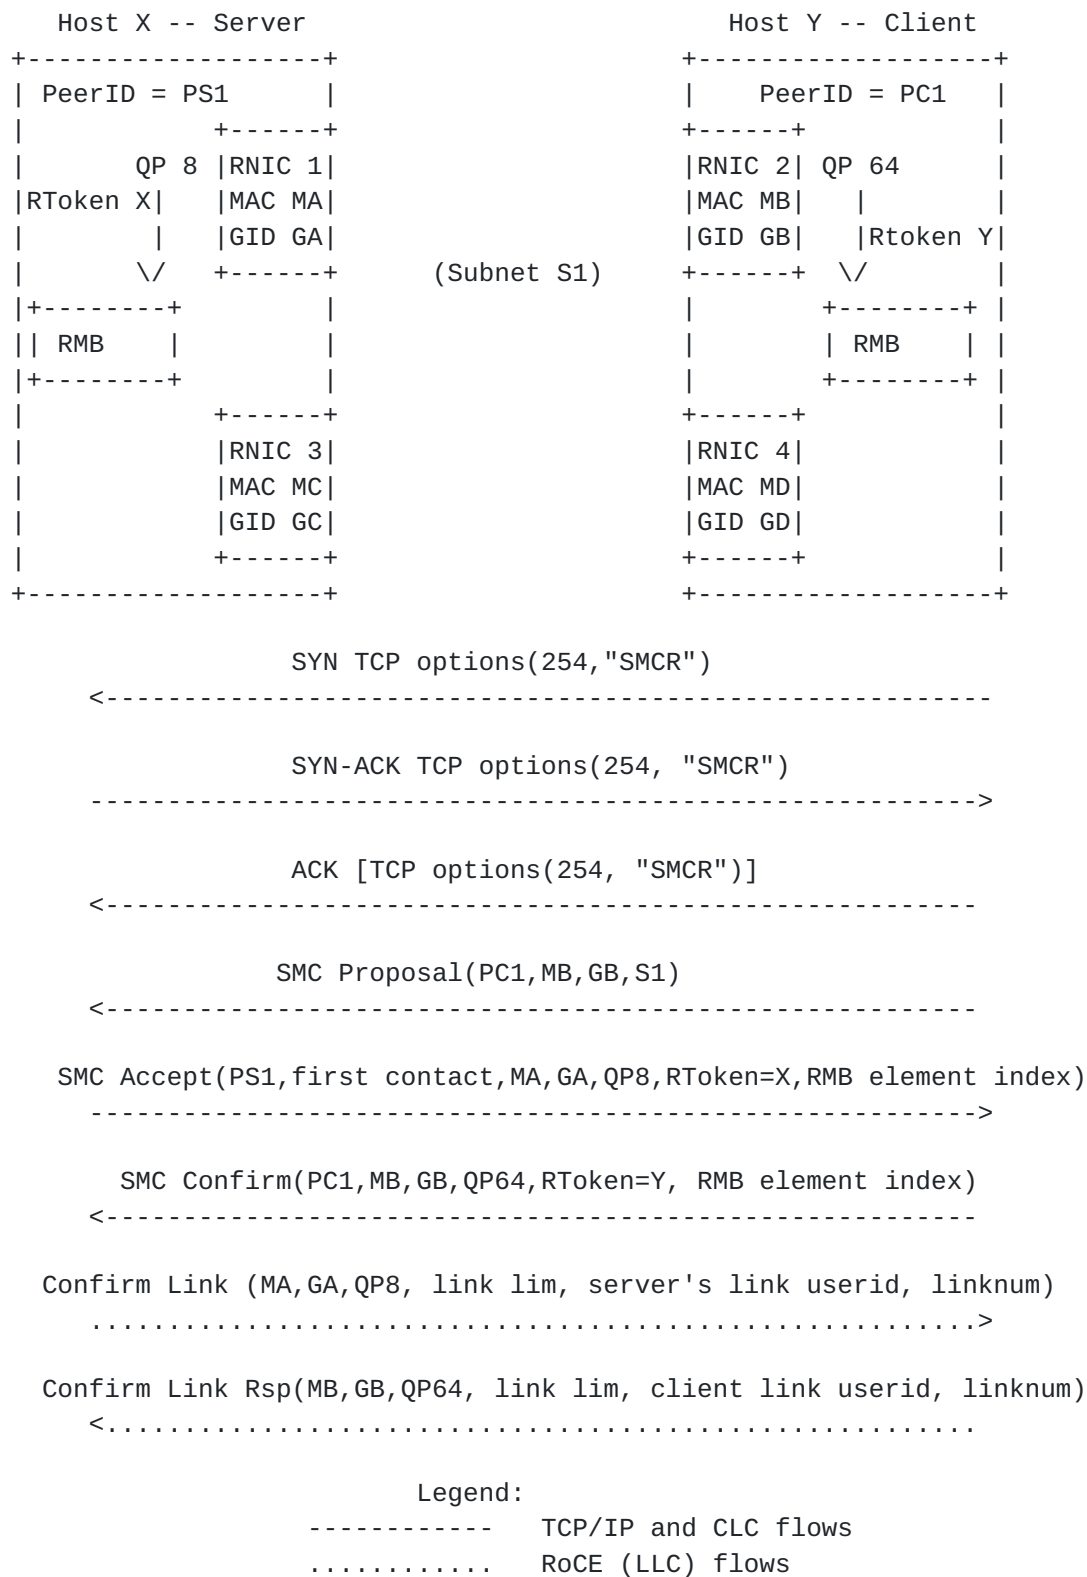 Host X -- Server                           Host Y -- Client
+-------------------+                      +-------------------+
| PeerID = PS1      |                      |    PeerID = PC1   |
|            +------+                      +------+            |
|       QP 8 |RNIC 1|                      |RNIC 2| QP 64      |
|RToken X|   |MAC MA|                      |MAC MB|   |        |
|        |   |GID GA|                      |GID GB|   |Rtoken Y|
|       \/   +------+      (Subnet S1)     +------+  \/        |
|+--------+         |                      |        +--------+ |
|| RMB    |         |                      |        | RMB    | |
|+--------+         |                      |        +--------+ |
|            +------+                      +------+            |
|            |RNIC 3|                      |RNIC 4|            |
|            |MAC MC|                      |MAC MD|            |
|            |GID GC|                      |GID GD|            |
|            +------+                      +------+            |
+-------------------+                      +-------------------+
SYN TCP options(254,"SMCR")
<---------------------------------------------------------
SYN-ACK TCP options(254, "SMCR")
--------------------------------------------------------->
ACK [TCP options(254, "SMCR")]
<--------------------------------------------------------
SMC Proposal(PC1,MB,GB,S1)
<--------------------------------------------------------
SMC Accept(PS1,first contact,MA,GA,QP8,RToken=X,RMB element index)
--------------------------------------------------------->
SMC Confirm(PC1,MB,GB,QP64,RToken=Y, RMB element index)
<--------------------------------------------------------
Confirm Link (MA,GA,QP8, link lim, server's link userid, linknum)
.........................................................>
Confirm Link Rsp(MB,GB,QP64, link lim, client link userid, linknum)
<........................................................
Legend:
------------   TCP/IP and CLC flows
............   RoCE (LLC) flows